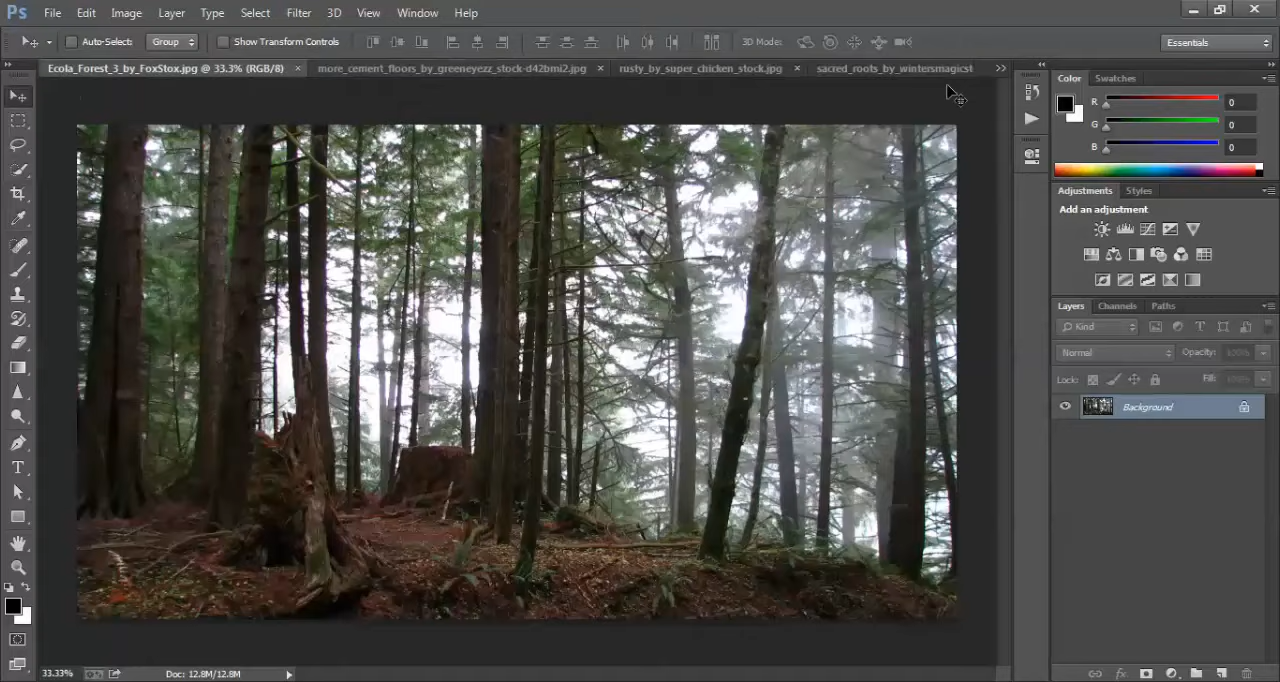 Ps File Edit Image Layer Type Select Filter 3D View Window Help
Auto-Select: Group Show Transform Controls 3D Mode: Essentials
Ecola_Forest_3_by_FoxStox.jpg @ 33.3% (RGB/8) × more_cement_floors_by_greeneyezz_stock-d42bmi2.jpg × rusty_by_super_chicken_stock.jpg × sacred_roots_by_wintersmagicst
Color Swatches
R 0
G 0
B 0
Adjustments Styles
Add an adjustment
Layers Channels Paths
Kind
Normal Opacity: 100%
Lock: Fill: 100%
Background
T
33.33% Doc: 12.8M/12.8M
fx